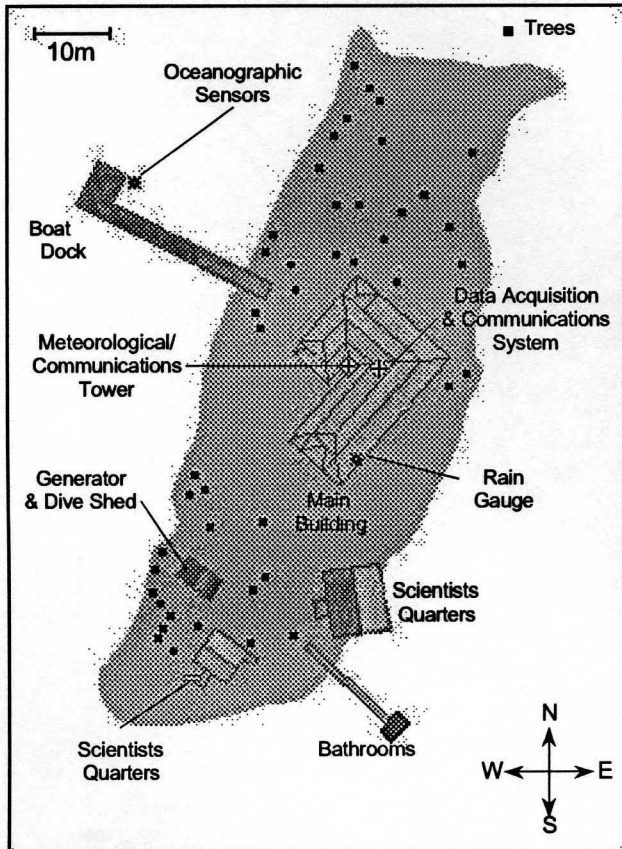 Trees
10m
Oceanographic
Sensors
Boat
Dock
Data Acquisition
& Communications
System
Meteorological/
Communications
Tower
Generator
& Dive Shed
Rain
Gauge
Main
Building
Scientists
Quarters
Scientists
Quarters
Bathrooms
N
W
E
S